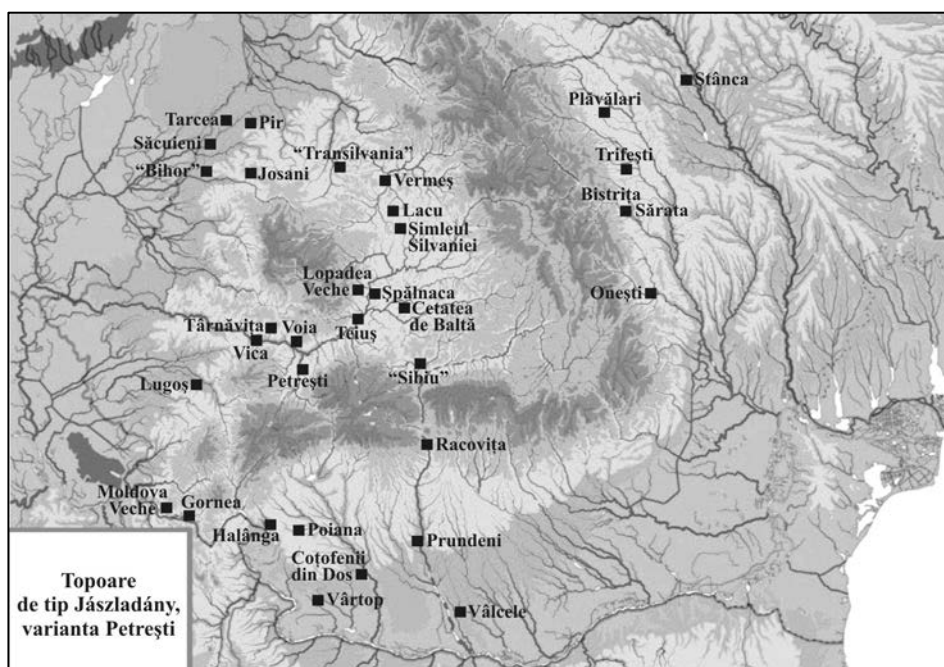 Stânca
Plăvălari
Tarcea
Pir
Săcuieni
"Transilvania"
Trifești
"Bihor"
Josani
Vermeș
Bistrița
Lacu
Sărata
Șimleul
Silvaniei
Lopadea
Veche
Șpălnaca
Onești
Cetatea
de Baltă
Târnăvița
Voia
Teiuș
Vica
Petrești
"Sibiu"
Lugoș
Racovița
Moldova
Veche
Gornea
Halânga
Poiana
Prundeni
Coțofenii
din Dos
Vârtop
Vâlcele
Topoare
de tip Jászladány,
varianta Petrești